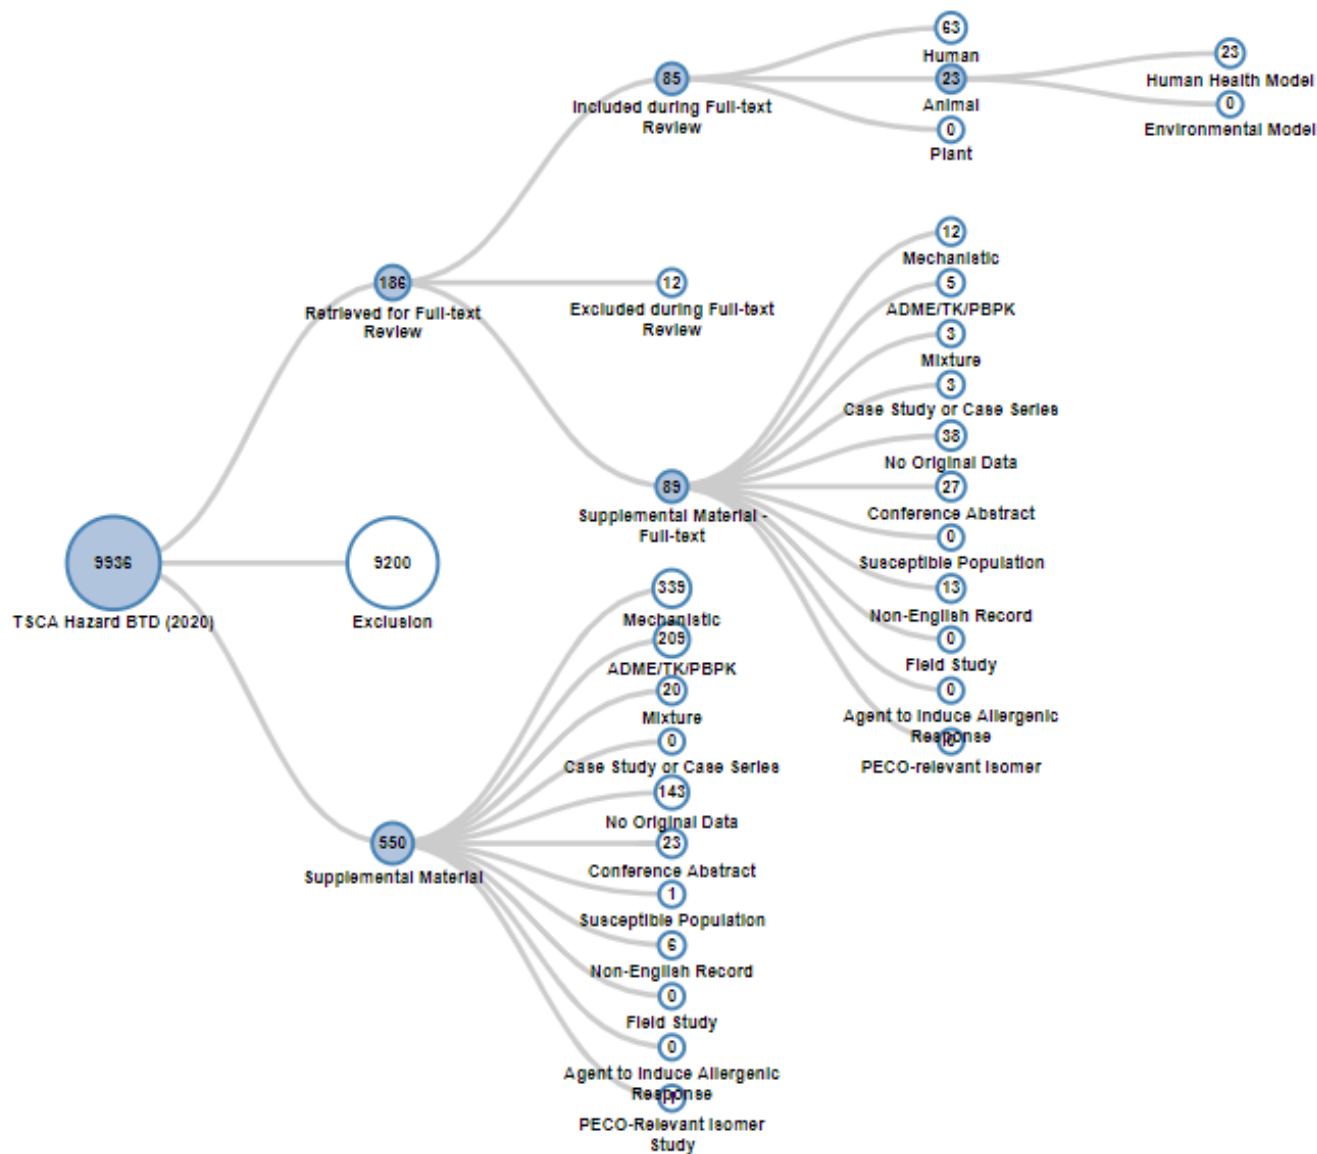 63
Human
23
Human Health Model
85
Included during Full-text
Review
23
Animal
0
Environmental Model
0
Plant
12
Mechanistic
186
Retrieved for Full-text
Review
12
Excluded during Full-text
Review
5
ADME/TK/PBPK
3
Mixture
3
Case Study or Case Series
38
No Original Data
89
Supplemental Material -
Full-text
27
Conference Abstract
0
Susceptible Population
13
Non-English Record
0
Field Study
0
Agent to Induce Allergenic
Response
PECO-relevant Isomer
9936
TSCA Hazard BTD (2020)
9200
Exclusion
339
Mechanistic
209
ADME/TK/PBPK
20
Mixture
0
Case Study or Case Series
143
No Original Data
550
Supplemental Material
23
Conference Abstract
1
Susceptible Population
6
Non-English Record
0
Field Study
0
Agent to Induce Allergenic
Response
PECO-Relevant Isomer
Study